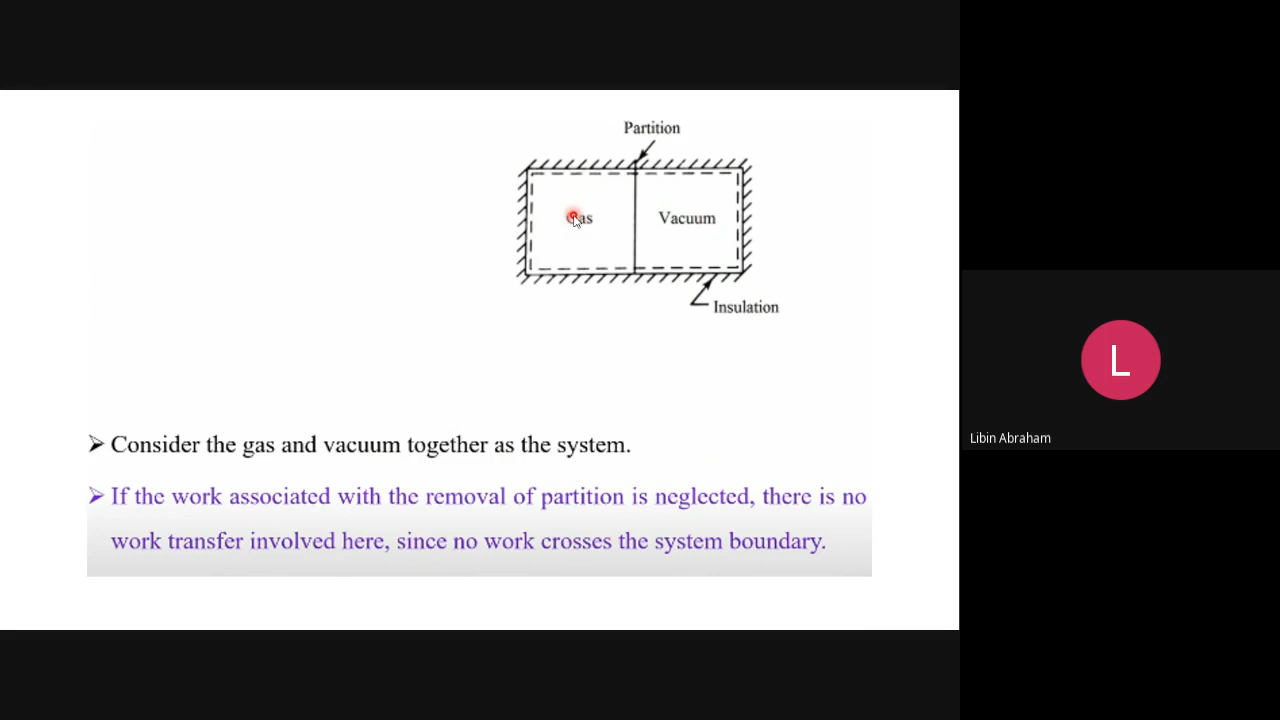 Partition
Gas
Vacuum
Insulation
➤ Consider the gas and vacuum together as the system.
➤ If the work associated with the removal of partition is neglected, there is no
work transfer involved here, since no work crosses the system boundary.
L
Libin Abraham